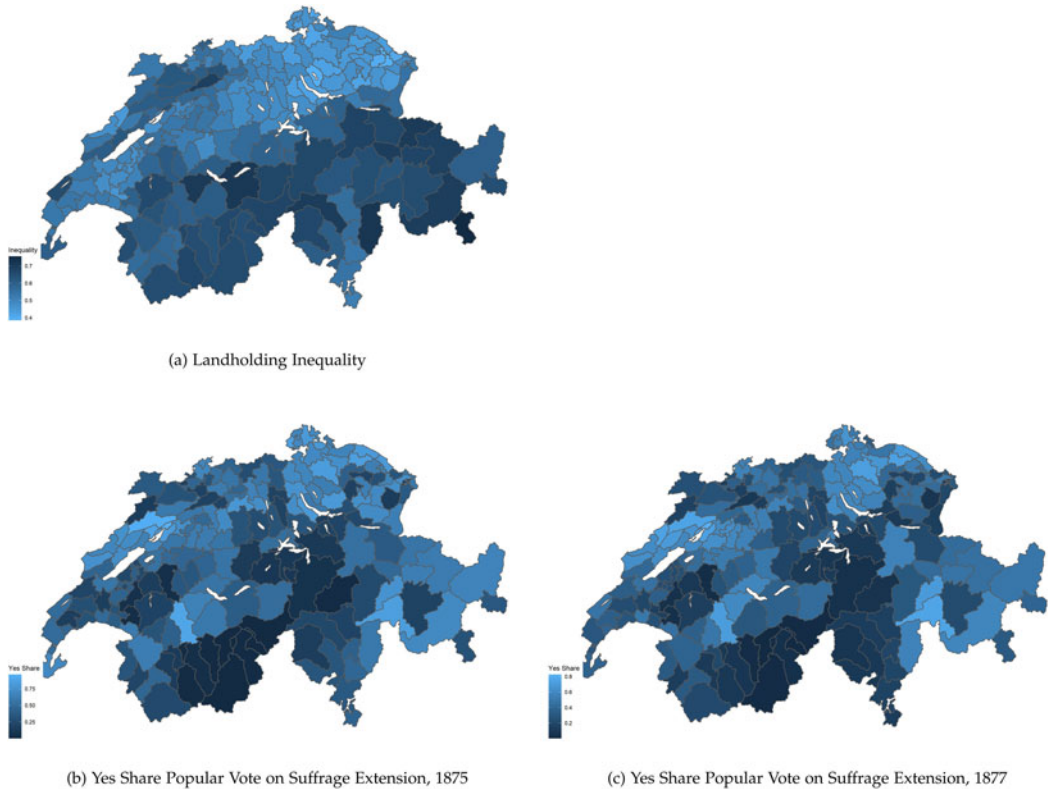 Inequality
0.7
0.6
0.5
0.4
(a) Landholding Inequality
Yes Share
0.75
0.50
0.25
(b) Yes Share Popular Vote on Suffrage Extension, 1875
Yes Share
0.8
0.6
0.4
0.2
(c) Yes Share Popular Vote on Suffrage Extension, 1877